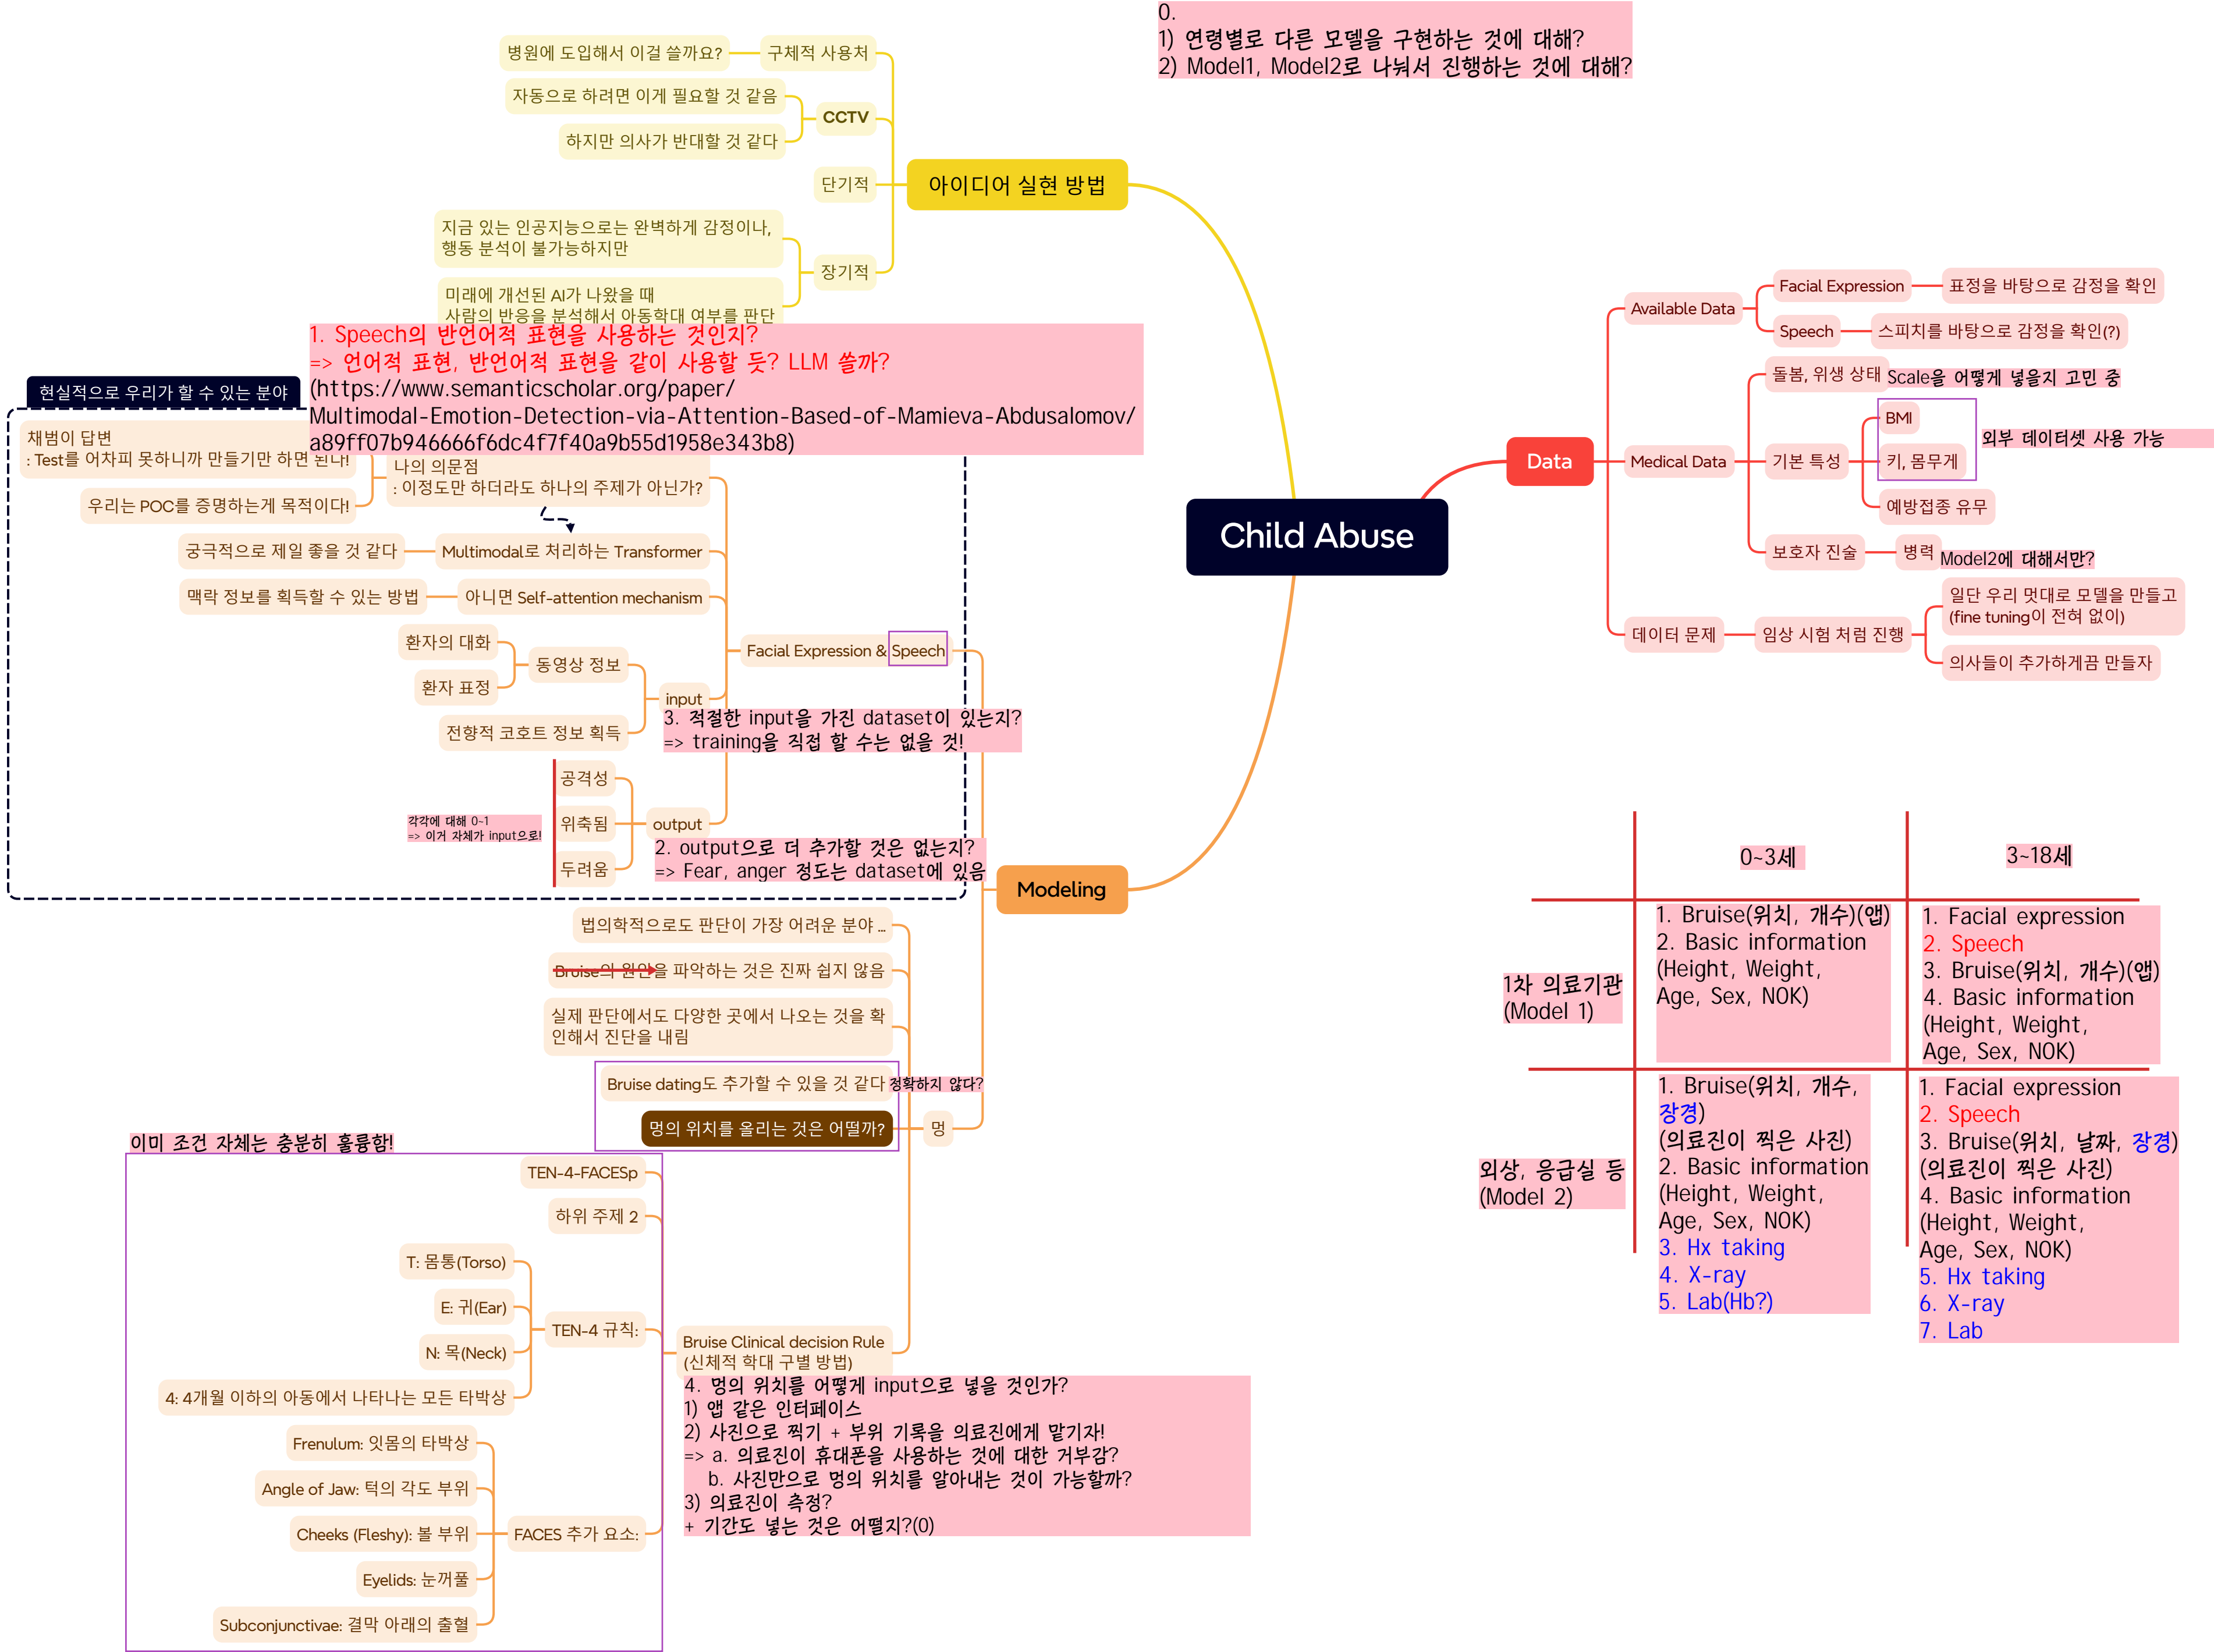 0.
1) 연령별로 다른 모델을 구현하는 것에 대해?
2) Model1, Model2로 나눠서 진행하는 것에 대해?
Child Abuse
아이디어 실현 방법
구체적 사용처
병원에 도입해서 이걸 쓸까요?
CCTV
자동으로 하려면 이게 필요할 것 같음
하지만 의사가 반대할 것 같다
단기적
장기적
지금 있는 인공지능으로는 완벽하게 감정이나,
행동 분석이 불가능하지만
미래에 개선된 AI가 나왔을 때
사람의 반응을 분석해서 아동학대 여부를 판단
1. Speech의 반언어적 표현을 사용하는 것인지?
=> 언어적 표현, 반언어적 표현을 같이 사용할 듯? LLM 쓸까?
(https://www.semanticscholar.org/paper/
Multimodal-Emotion-Detection-via-Attention-Based-of-Mamieva-Abdusalomov/
a89ff07b946666f6dc4f7f40a9b55d1958e343b8)
현실적으로 우리가 할 수 있는 분야
채범이 답변
: Test를 어차피 못하니까 만들기만 하면 된다!
우리는 POC를 증명하는게 목적이다!
나의 의문점
: 이정도만 하더라도 하나의 주제가 아닌가?
궁극적으로 제일 좋을 것 같다
Multimodal로 처리하는 Transformer
맥락 정보를 획득할 수 있는 방법
아니면 Self-attention mechanism
Facial Expression & Speech
환자의 대화
환자 표정
동영상 정보
전향적 코호트 정보 획득
input
3. 적절한 input을 가진 dataset이 있는지?
=> training을 직접 할 수는 없을 것!
공격성
위축됨
두려움
output
각각에 대해 0~1
=> 이거 자체가 input으로!
2. output으로 더 추가할 것은 없는지?
=> Fear, anger 정도는 dataset에 있음
Modeling
법의학적으로도 판단이 가장 어려운 분야 ...
Bruise의 원인을 파악하는 것은 진짜 쉽지 않음
실제 판단에서도 다양한 곳에서 나오는 것을 확
인해서 진단을 내림
Bruise dating도 추가할 수 있을 것 같다
정확하지 않다?
멍의 위치를 올리는 것은 어떨까?
멍
이미 조건 자체는 충분히 훌륭함!
TEN-4-FACESp
하위 주제 2
T: 몸통(Torso)
E: 귀(Ear)
N: 목(Neck)
4: 4개월 이하의 아동에서 나타나는 모든 타박상
TEN-4 규칙:
Bruise Clinical decision Rule
(신체적 학대 구별 방법)
4. 멍의 위치를 어떻게 input으로 넣을 것인가?
1) 앱 같은 인터페이스
2) 사진으로 찍기 + 부위 기록을 의료진에게 맡기자!
=> a. 의료진이 휴대폰을 사용하는 것에 대한 거부감?
b. 사진만으로 멍의 위치를 알아내는 것이 가능할까?
3) 의료진이 측정?
+ 기간도 넣는 것은 어떨지?(0)
Frenulum: 잇몸의 타박상
Angle of Jaw: 턱의 각도 부위
Cheeks (Fleshy): 볼 부위
Eyelids: 눈꺼풀
Subconjunctivae: 결막 아래의 출혈
FACES 추가 요소:
Data
Available Data
Facial Expression
표정을 바탕으로 감정을 확인
Speech
스피치를 바탕으로 감정을 확인(?)
Medical Data
돌봄, 위생 상태
Scale을 어떻게 넣을지 고민 중
기본 특성
BMI
키, 몸무게
외부 데이터셋 사용 가능
예방접종 유무
보호자 진술
병력
Model2에 대해서만?
데이터 문제
임상 시험 처럼 진행
일단 우리 멋대로 모델을 만들고
(fine tuning이 전혀 없이)
의사들이 추가하게끔 만들자
0~3세
3~18세
1차 의료기관
(Model 1)
1. Bruise(위치, 개수)(앱)
2. Basic information
(Height, Weight,
Age, Sex, NOK)
1. Facial expression
2. Speech
3. Bruise(위치, 개수)(앱)
4. Basic information
(Height, Weight,
Age, Sex, NOK)
외상, 응급실 등
(Model 2)
1. Bruise(위치, 개수,
장경)
(의료진이 찍은 사진)
2. Basic information
(Height, Weight,
Age, Sex, NOK)
3. Hx taking
4. X-ray
5. Lab(Hb?)
1. Facial expression
2. Speech
3. Bruise(위치, 날짜, 장경)
(의료진이 찍은 사진)
4. Basic information
(Height, Weight,
Age, Sex, NOK)
5. Hx taking
6. X-ray
7. Lab